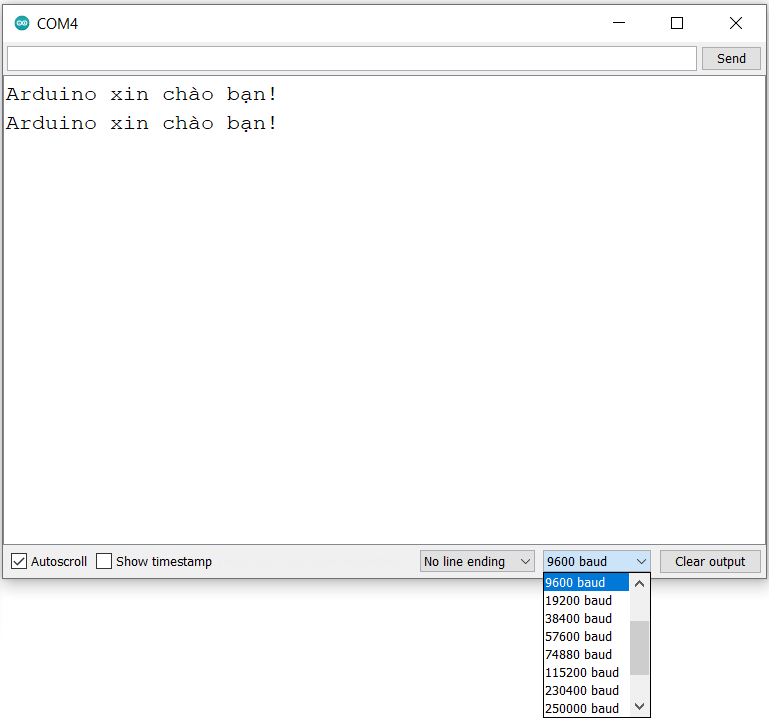 COM4
Send
Arduino xin chào bạn!
Arduino xin chào bạn!
Autoscroll
Show timestamp
No line ending
9600 baud
Clear output
9600 baud
19200 baud
38400 baud
57600 baud
74880 baud
115200 baud
230400 baud
250000 baud